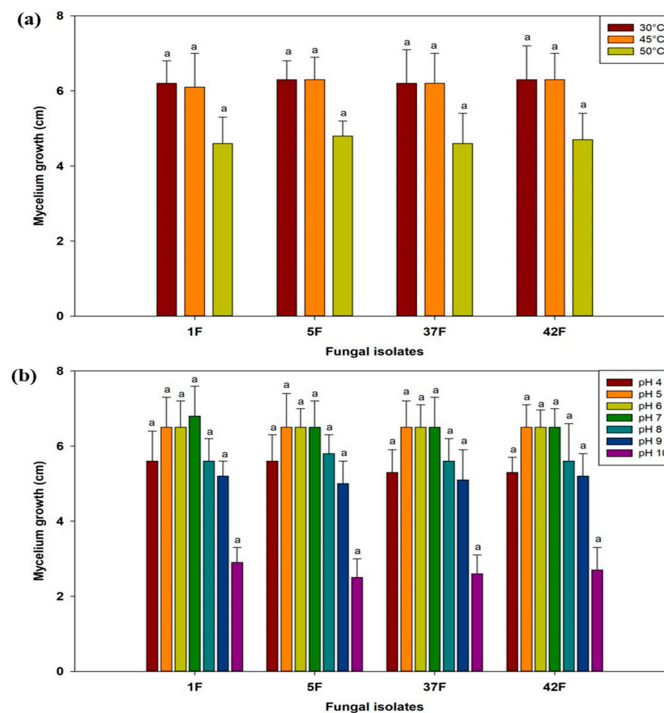 (a)
8
6
4
2
0
Mycelium growth (cm)
30°C
45°C
50°C
a a a a a a a a a a a a
1F 5F 37F 42F
Fungal isolates
(b)
8
6
4
2
0
Mycelium growth (cm)
pH 4
pH 5
pH 6
pH 7
pH 8
pH 9
pH 10
a a a a a a a a a a a a a a a a a a a a a a a a a a a a
1F 5F 37F 42F
Fungal isolates